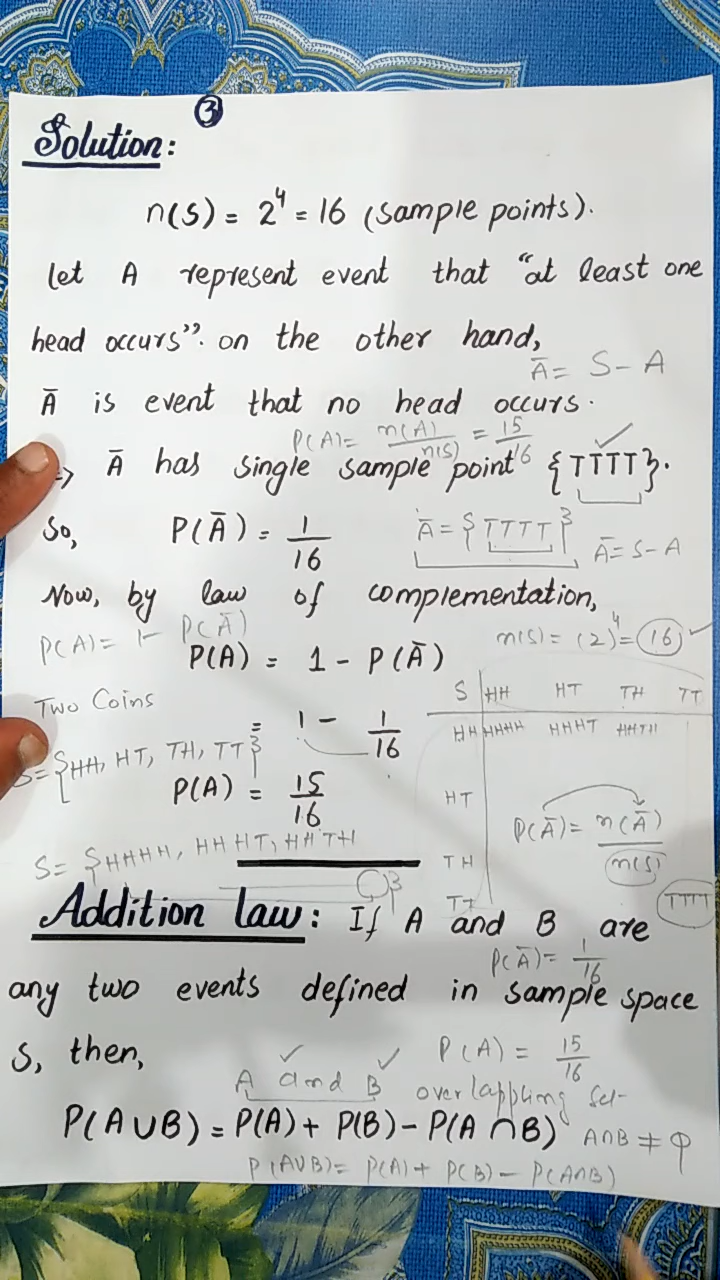 ③
Solution:
n(S) = 2⁴ = 16 (Sample points).
Let A represent event that "at least one
head occurs". on the other hand,
Ā = S - A
Ā is event that no head occurs.
P(A) = n(A)/n(S) = 15/16
⇒ Ā has single sample point {TTTT}.
So, P(Ā) = 1/16
Ā = {TTTT}
Ā = S - A
Now, by law of complementation,
P(A) = 1 - P(Ā)
n(S) = (2)⁴ = 16
P(A) = 1 - P(Ā)
Two Coins
S HH HT TH TT
= 1 - 1/16
HH HHHH HHHT HHTH
S = {HH, HT, TH, TT}
P(A) = 15/16
HT
P(Ā) = n(Ā)/n(S)
S = {HHHH, HHHT, HHTH
}
TH
TT TTTT
Addition law: If A and B are
P(Ā) = 1/16
any two events defined in sample space
S, then,
P(A) = 15/16
A and B overlapping Set
P(A∪B) = P(A) + P(B) - P(A∩B)
A∩B ≠ φ
P(A∪B) = P(A) + P(B) - P(A∩B)